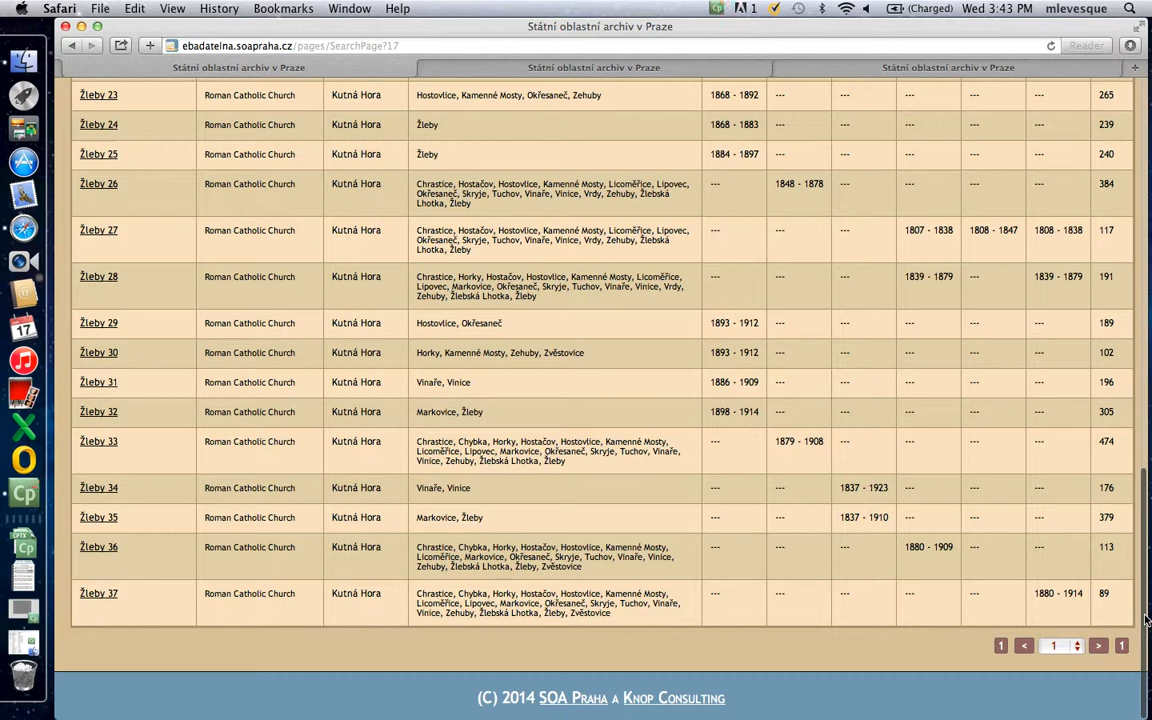 Safari File Edit View History Bookmarks Window Help 1 (Charged) Wed 3:43 PM mlevesque
Státní oblastní archiv v Praze
ebadatelna.soapraha.cz/pages/SearchPage?17 Reader
Státní oblastní archiv v Praze Státní oblastní archiv v Praze Státní oblastní archiv v Praze
Žleby 23 Roman Catholic Church Kutná Hora Hostovlice, Kamenné Mosty, Okřesaneč, Zehuby 1868 - 1892 --- --- --- --- --- 265
Žleby 24 Roman Catholic Church Kutná Hora Žleby 1868 - 1883 --- --- --- --- --- 239
Žleby 25 Roman Catholic Church Kutná Hora Žleby 1884 - 1897 --- --- --- --- --- 240
Žleby 26 Roman Catholic Church Kutná Hora Chrastice, Hostačov, Hostovlice, Kamenné Mosty, Licoměřice, Lipovec, --- 1848 - 1878 --- --- --- --- 384
Okřesaneč, Skryje, Tuchov, Vinaře, Vinice, Vrdy, Zehuby, Žlebská
Lhotka, Žleby
Žleby 27 Roman Catholic Church Kutná Hora Chrastice, Hostačov, Hostovlice, Kamenné Mosty, Licoměřice, Lipovec, --- --- --- 1807 - 1838 1808 - 1847 1808 - 1838 117
Okřesaneč, Skryje, Tuchov, Vinaře, Vinice, Vrdy, Zehuby, Žlebská
Lhotka, Žleby
Žleby 28 Roman Catholic Church Kutná Hora Chrastice, Horky, Hostačov, Hostovlice, Kamenné Mosty, Licoměřice, --- --- --- 1839 - 1879 --- 1839 - 1879 191
Lipovec, Markovice, Okřesaneč, Skryje, Tuchov, Vinaře, Vinice, Vrdy,
Zehuby, Žlebská Lhotka, Žleby
Žleby 29 Roman Catholic Church Kutná Hora Hostovlice, Okřesaneč 1893 - 1912 --- --- --- --- --- 189
Žleby 30 Roman Catholic Church Kutná Hora Horky, Kamenné Mosty, Zehuby, Zvěstovice 1893 - 1912 --- --- --- --- --- 102
Žleby 31 Roman Catholic Church Kutná Hora Vinaře, Vinice 1886 - 1909 --- --- --- --- --- 196
Žleby 32 Roman Catholic Church Kutná Hora Markovice, Žleby 1898 - 1914 --- --- --- --- --- 305
Žleby 33 Roman Catholic Church Kutná Hora Chrastice, Chybka, Horky, Hostačov, Hostovlice, Kamenné Mosty, --- 1879 - 1908 --- --- --- --- 474
Licoměřice, Lipovec, Markovice, Okřesaneč, Skryje, Tuchov, Vinaře,
Vinice, Zehuby, Žlebská Lhotka, Žleby
Žleby 34 Roman Catholic Church Kutná Hora Vinaře, Vinice --- --- 1837 - 1923 --- --- --- 176
Žleby 35 Roman Catholic Church Kutná Hora Markovice, Žleby --- --- 1837 - 1910 --- --- --- 379
Žleby 36 Roman Catholic Church Kutná Hora Chrastice, Chybka, Horky, Hostačov, Hostovlice, Kamenné Mosty, --- --- --- 1880 - 1909 --- --- 113
Licoměřice, Markovice, Okřesaneč, Skryje, Tuchov, Vinaře, Vinice,
Zehuby, Žlebská Lhotka, Žleby, Zvěstovice
Žleby 37 Roman Catholic Church Kutná Hora Chrastice, Chybka, Horky, Hostačov, Hostovlice, Kamenné Mosty, --- --- --- --- --- 1880 - 1914 89
Licoměřice, Lipovec, Markovice, Okřesaneč, Skryje, Tuchov, Vinaře,
Vinice, Zehuby, Žlebská Lhotka, Žleby, Zvěstovice
1 < 1 > 1
(C) 2014 SOA Praha a Knop Consulting
17
Cp